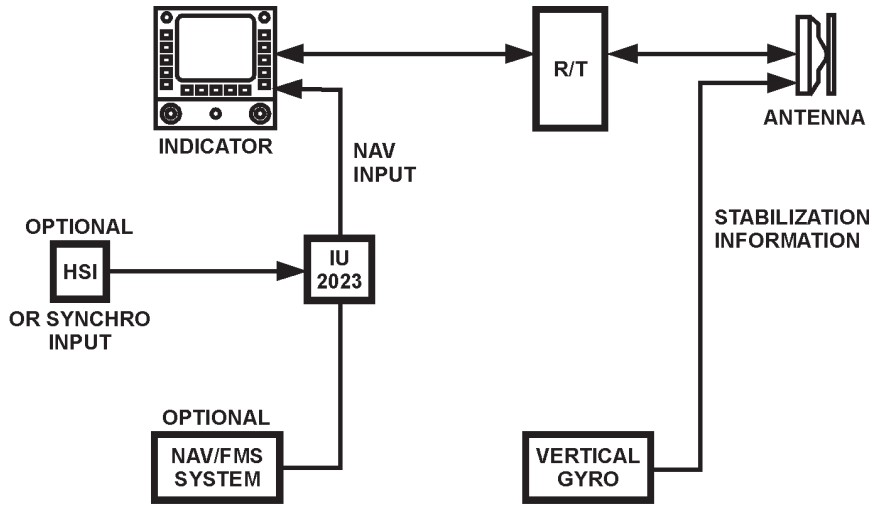 R/T
INDICATOR
ANTENNA
NAV
INPUT
OPTIONAL
HSI
OR SYNCHRO
INPUT
IU
2023
STABILIZATION
INFORMATION
OPTIONAL
NAV/FMS
SYSTEM
VERTICAL
GYRO